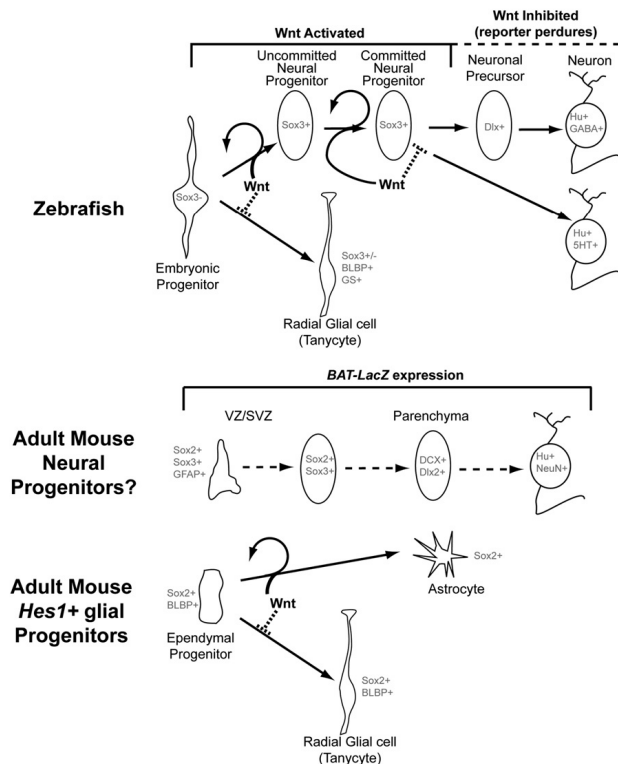 Wnt Activated
Wnt Inhibited
(reporter perdures)
Uncommitted
Neural
Progenitor
Committed
Neural
Progenitor
Neuronal
Precursor
Neuron
Sox3+
Sox3+
Dlx+
Hu+
GABA+
Zebrafish
Sox3-
Wnt
Wnt
Hu+
5HT+
Embryonic
Progenitor
Sox3+/-
BLBP+
GS+
Radial Glial cell
(Tanycyte)
BAT-LacZ expression
VZ/SVZ
Parenchyma
Adult Mouse
Neural
Progenitors?
Sox2+
Sox3+
GFAP+
Sox2+
Sox3+
DCX+
Dlx2+
Hu+
NeuN+
Adult Mouse
Hes1+ glial
Progenitors
Sox2+
BLBP+
Ependymal
Progenitor
Wnt
Sox2+
Astrocyte
Sox2+
BLBP+
Radial Glial cell
(Tanycyte)